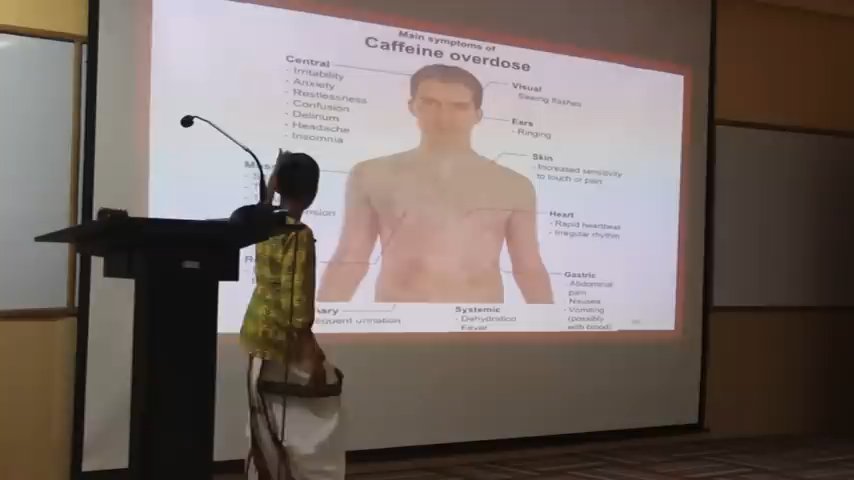 Main symptoms of
Caffeine overdose
Central
- Irritability
- Anxiety
- Restlessness
- Confusion
- Delirium
- Headache
- Insomnia
Visual
Seeing flashes
Ears
- Ringing
Skin
- Increased sensitivity
to touch or pain
Heart
- Rapid heartbeat
- Irregular rhythm
Gastric
- Abdominal
pain
- Nausea
- Vomiting
(possibly
with blood)
Systemic
- Dehydration
- Fever
urination